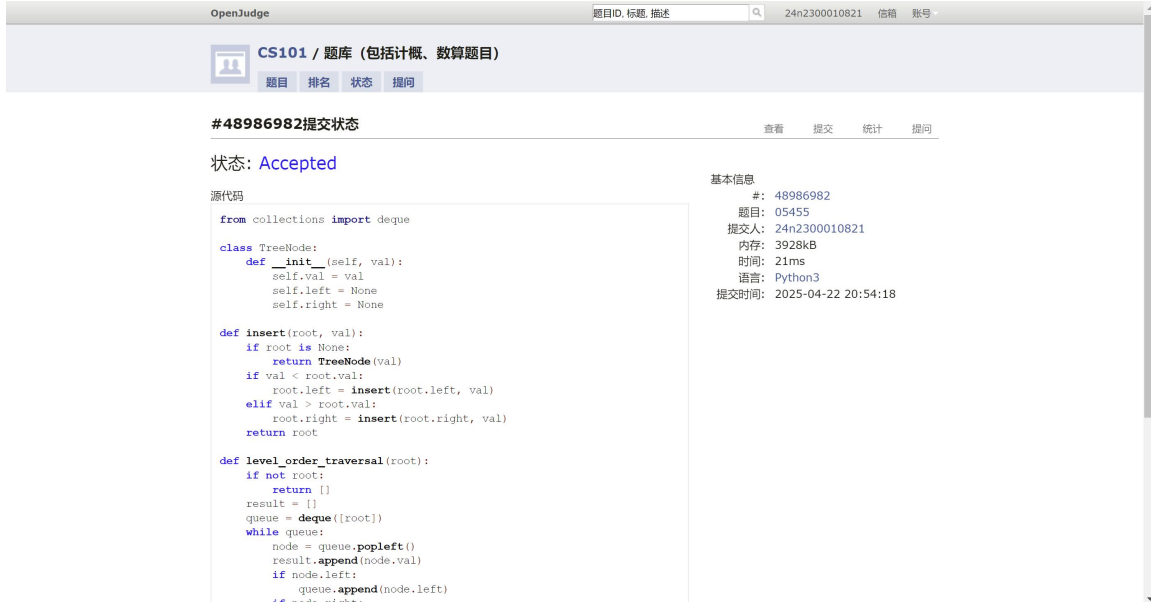 OpenJudge
题目ID, 标题, 描述
24n2300010821 信箱 账号
CS101 / 题库（包括计概、数算题目）
题目 排名 状态 提问
#48986982提交状态
查看 提交 统计 提问
状态: Accepted
源代码
from collections import deque
class TreeNode:
    def __init__(self, val):
        self.val = val
        self.left = None
        self.right = None
def insert(root, val):
    if root is None:
        return TreeNode(val)
    if val < root.val:
        root.left = insert(root.left, val)
    elif val > root.val:
        root.right = insert(root.right, val)
    return root
def level_order_traversal(root):
    if not root:
        return []
    result = []
    queue = deque([root])
    while queue:
        node = queue.popleft()
        result.append(node.val)
        if node.left:
            queue.append(node.left)
        if node.right:
基本信息
#: 48986982
题目: 05455
提交人: 24n2300010821
内存: 3928kB
时间: 21ms
语言: Python3
提交时间: 2025-04-22 20:54:18